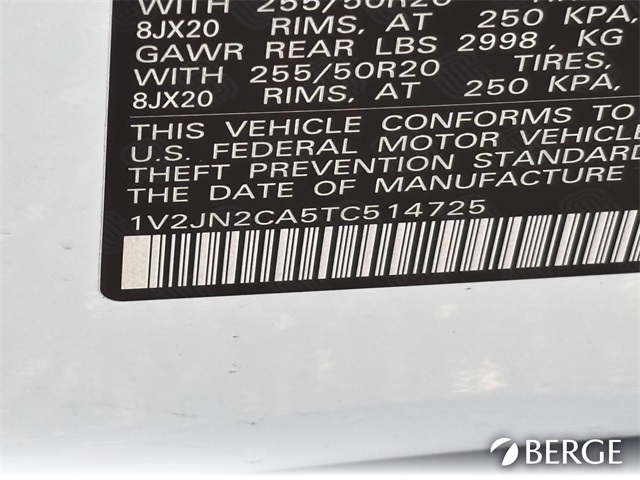 WITH 255/50R20 TIRES,
8JX20 RIMS, AT 250 KPA,
GAWR REAR LBS 2998, KG
WITH 255/50R20 TIRES,
8JX20 RIMS, AT 250 KPA,
THIS VEHICLE CONFORMS TO
U.S. FEDERAL MOTOR VEHICLE
THEFT PREVENTION STANDARD
THE DATE OF MANUFACTURE
1V2JN2CA5TC514725
BERGE